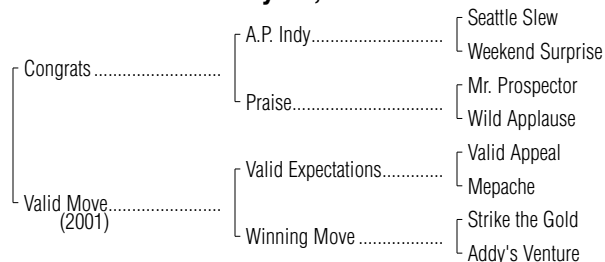 Seattle Slew
A.P. Indy......................
Weekend Surprise
Congrats......................
Mr. Prospector
Praise...........................
Wild Applause
Valid Appeal
Valid Expectations.............
Mepache
Valid Move......................
(2001)
Strike the Gold
Winning Move ..................
Addy's Venture